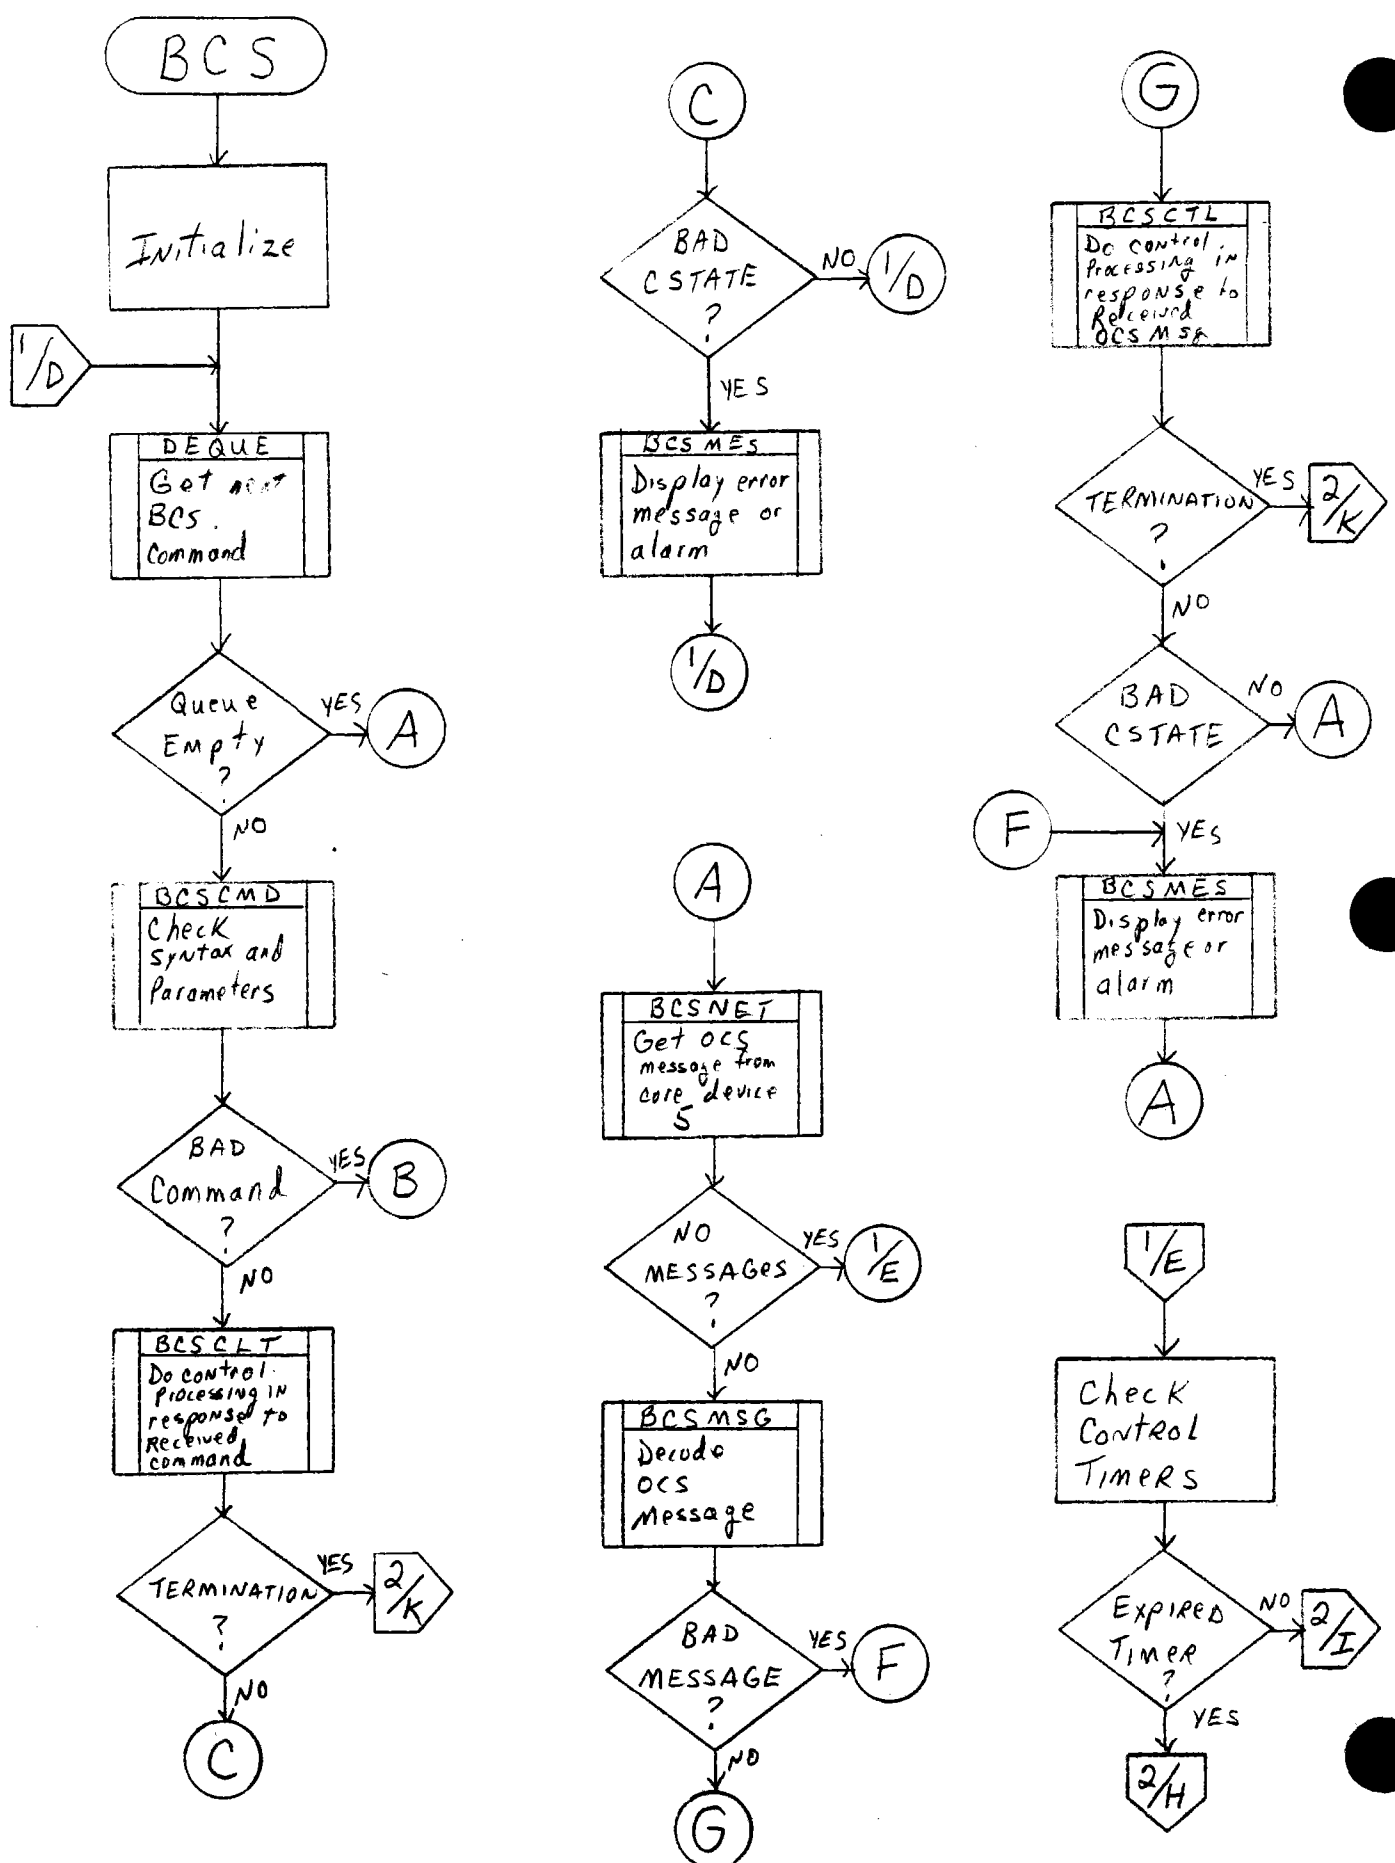 BCS
Initialize
1/D
DEQUE
Get next
BCS.
Command
Queue
Empty
?
YES
A
NO
BCSCMD
Check
Syntax and
Parameters
BAD
Command
?
YES
B
NO
BCSCLT
Do control
Processing IN
response to
Received
command
TERMINATION
?
YES
2/K
NO
C
C
BAD
CSTATE
?
NO
1/D
YES
BCSMES
Display error
message or
alarm
1/D
A
BCSNET
Get OCS
message from
core device
5
NO
MESSAGES
?
YES
1/E
NO
BCSMSG
Decode
OCS
Message
BAD
MESSAGE
?
YES
F
NO
G
G
BCSCTL
Do control
Processing IN
response to
Received
OCS Msg
TERMINATION
?
YES
2/K
NO
BAD
CSTATE
NO
A
F
YES
BCSMES
Display error
message or
alarm
A
1/E
Check
Control
Timers
Expired
Timer
?
NO
2/I
YES
2/H